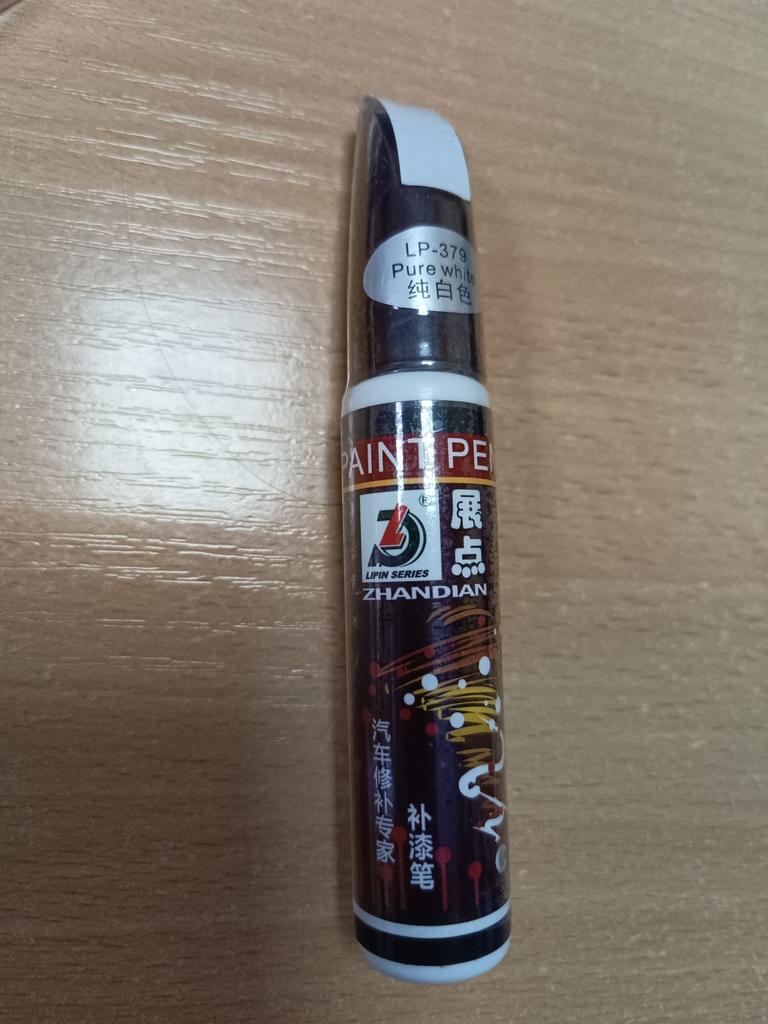 LP-379
Pure white
纯白色
PAINT PEN
®
展点
LIPIN SERIES
ZHANDIAN
汽车修补专家
补漆笔